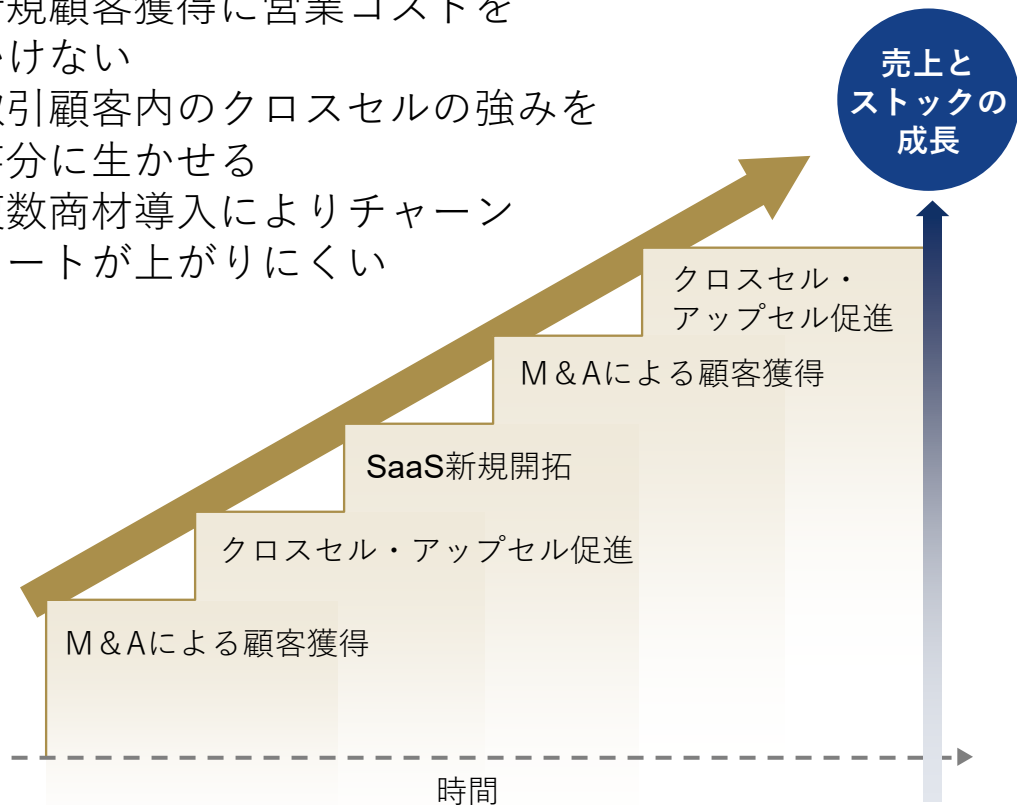 規顧客獲得に営業コストを
けない
引顧客内のクロスセルの強みを
分に生かせる
数商材導入によりチャーン
ートが上がりにくい
売上と
ストックの
成長
クロスセル・
アップセル促進
M＆Aによる顧客獲得
SaaS新規開拓
クロスセル・アップセル促進
M＆Aによる顧客獲得
時間